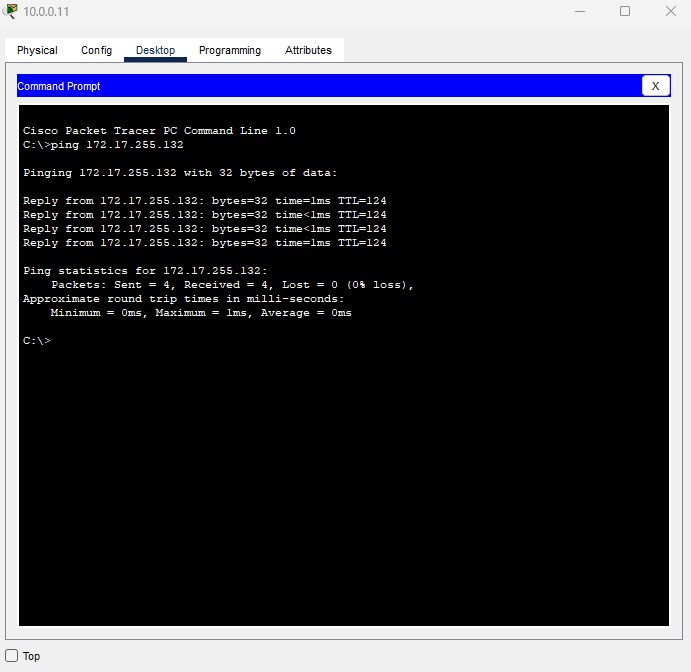 10.0.0.11
Physical Config Desktop Programming Attributes
Command Prompt X
Cisco Packet Tracer PC Command Line 1.0
C:\>ping 172.17.255.132
Pinging 172.17.255.132 with 32 bytes of data:
Reply from 172.17.255.132: bytes=32 time=1ms TTL=124
Reply from 172.17.255.132: bytes=32 time<1ms TTL=124
Reply from 172.17.255.132: bytes=32 time<1ms TTL=124
Reply from 172.17.255.132: bytes=32 time=1ms TTL=124
Ping statistics for 172.17.255.132:
Packets: Sent = 4, Received = 4, Lost = 0 (0% loss),
Approximate round trip times in milli-seconds:
Minimum = 0ms, Maximum = 1ms, Average = 0ms
C:\>
Top